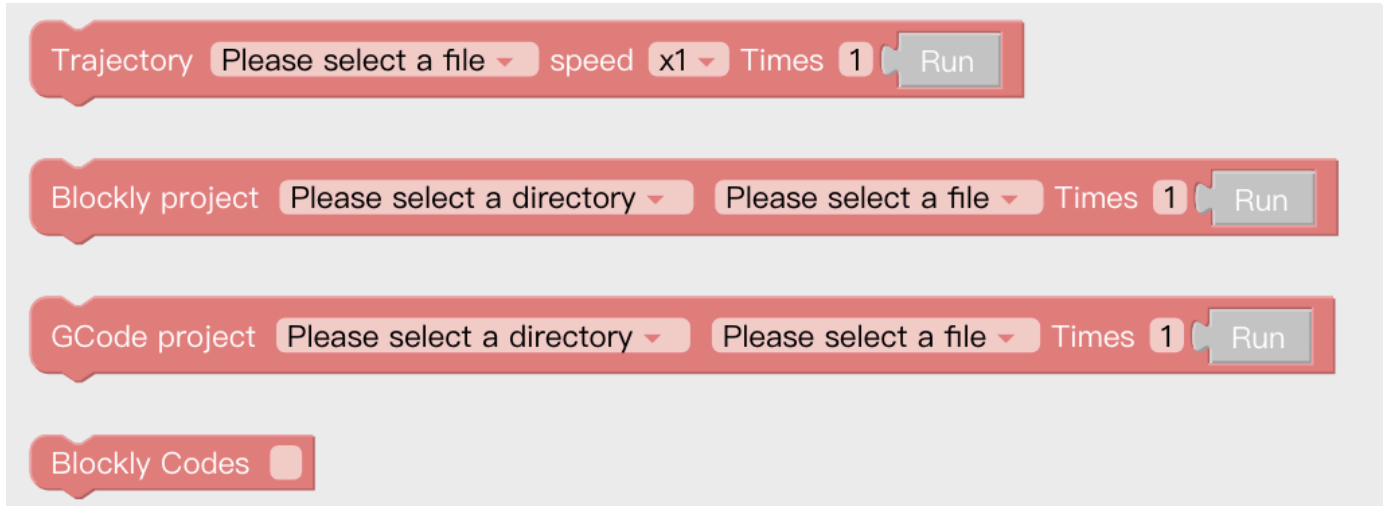 Trajectory Please select a file speed x1 Times 1 Run
Blockly project Please select a directory Please select a file Times 1 Run
GCode project Please select a directory Please select a file Times 1 Run
Blockly Codes